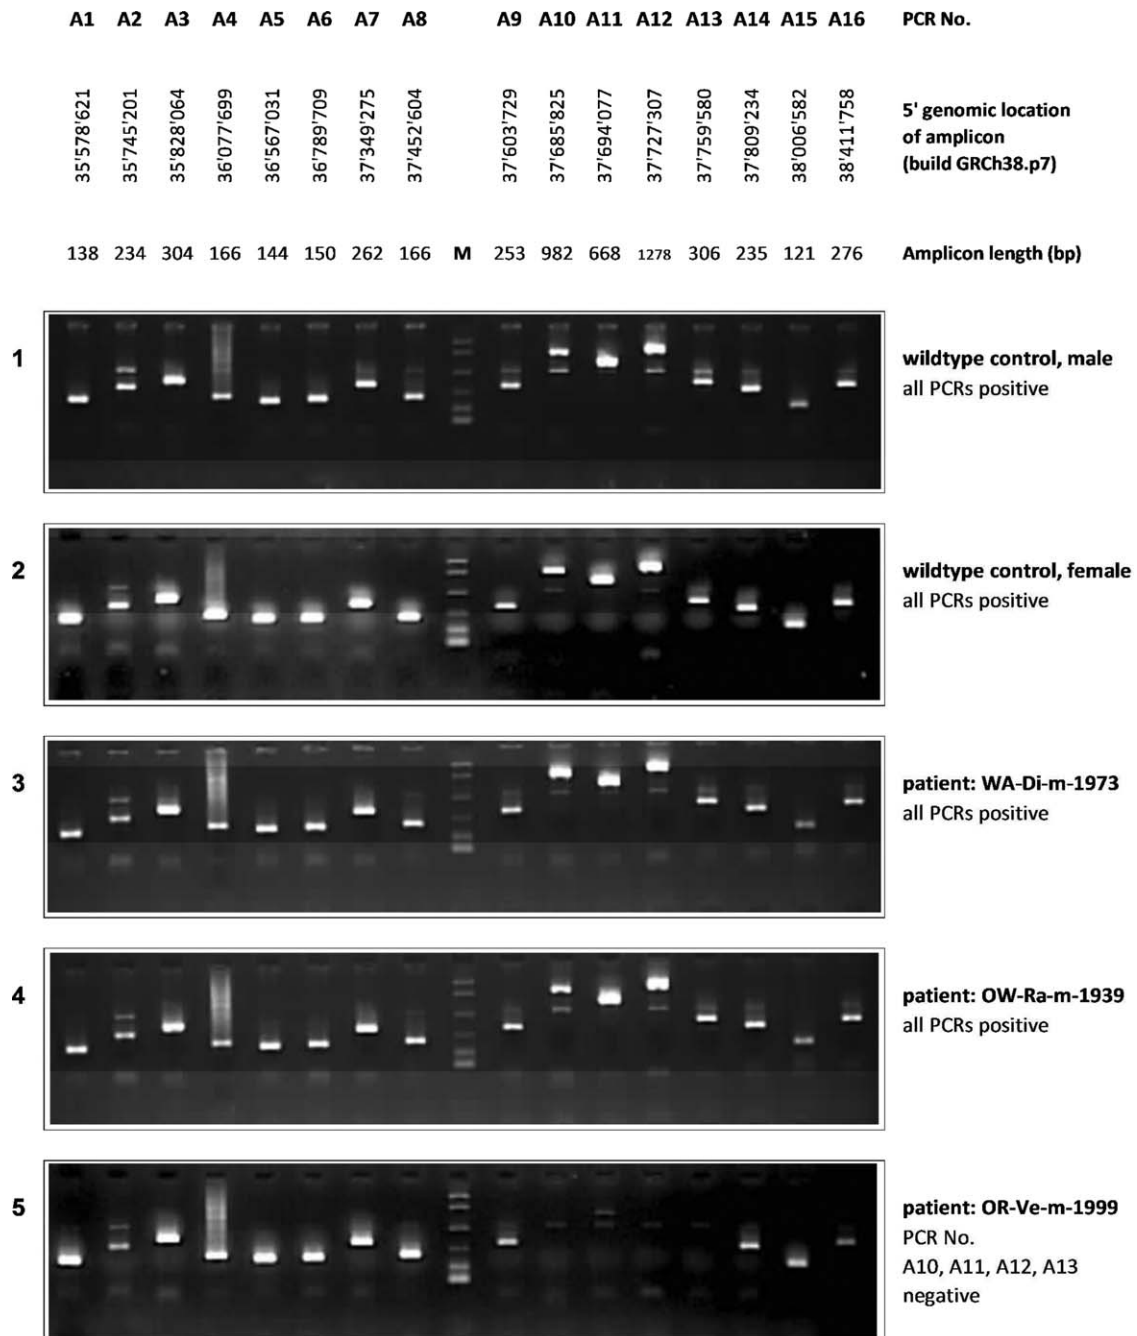 A1 A2 A3 A4 A5 A6 A7 A8 A9 A10 A11 A12 A13 A14 A15 A16 PCR No.
35'578'621 35'745'201 35'828'064 36'0777'699 36'567'031 36'789'709 37'349'275 37'452'604 37'603'729 37'685'825 37'694'077 37'727'307 37'759'580 37'809'234 38'006'582 38'411'758
5' genomic location
of amplicon
(build GRCh38.p7)
138 234 304 166 144 150 262 166 M 253 982 668 1278 306 235 121 276 Amplicon length (bp)
1
wildtype control, male
all PCRs positive
2
wildtype control, female
all PCRs positive
3
patient: WA-Di-m-1973
all PCRs positive
4
patient: OW-Ra-m-1939
all PCRs positive
5
patient: OR-Ve-m-1999
PCR No.
A10, A11, A12, A13
negative